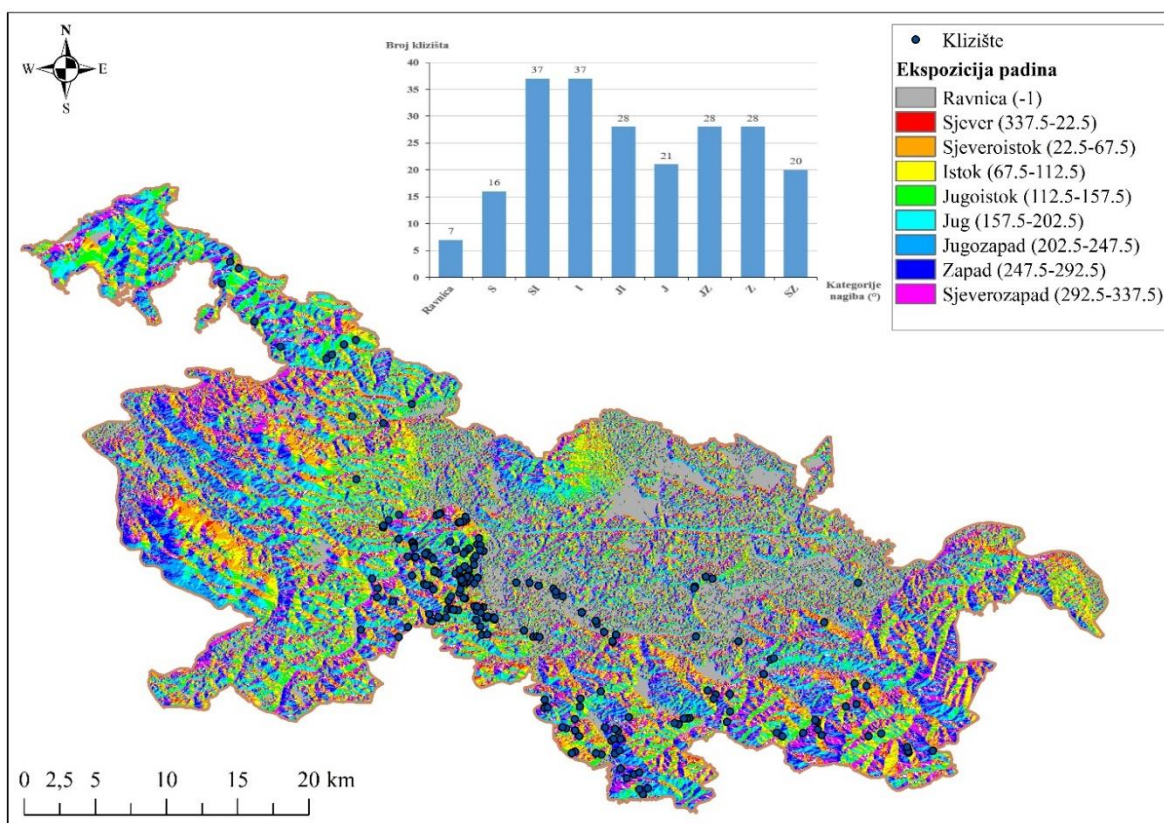 N
W E
S
Broj klizišta
40
35
30
25
20
15
10
5
0
7
16
37
37
28
21
28
28
20
Ravnica
S
SI
I
JI
J
JZ
Z
SZ
Kategorije
nagiba (°)
Klizište
Ekspozicija padina
Ravnica (-1)
Sjever (337.5-22.5)
Sjeveroistok (22.5-67.5)
Istok (67.5-112.5)
Jugoistok (112.5-157.5)
Jug (157.5-202.5)
Jugozapad (202.5-247.5)
Zapad (247.5-292.5)
Sjeverozapad (292.5-337.5)
0 2,5 5 10 15 20 km